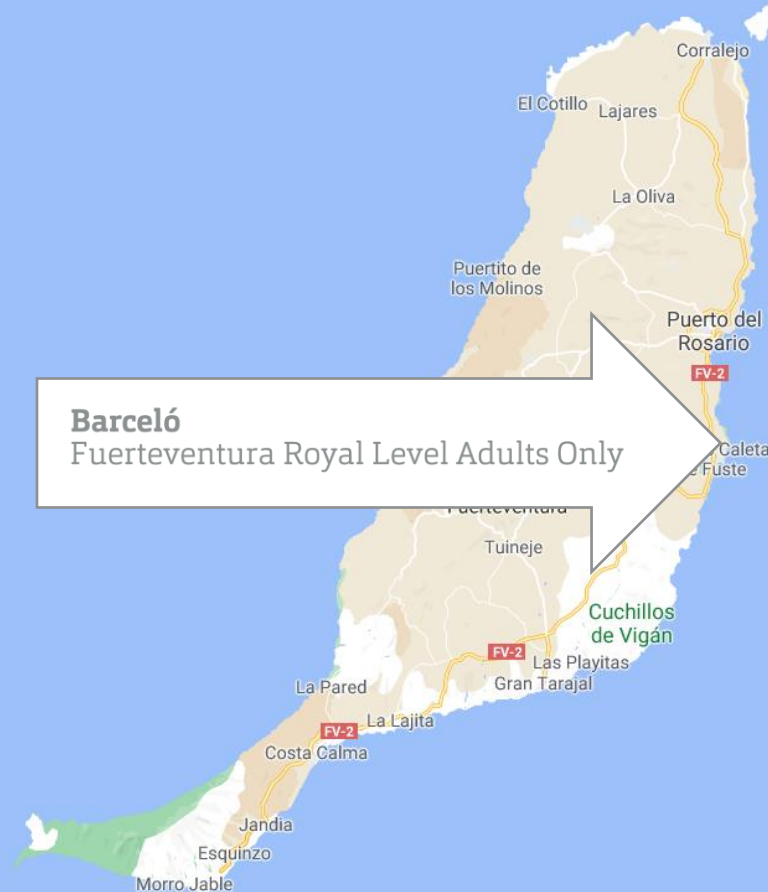 Corralejo
El Cotillo
Lajares
La Oliva
Puertito de
los Molinos
Puerto del
Rosario
FV-2
Barceló
Fuerteventura Royal Level Adults Only
Caleta
Fuste
Fuerteventura
Tuineje
Cuchillos
de Vigán
FV-2
Las Playitas
Gran Tarajal
La Pared
La Lajita
FV-2
Costa Calma
Jandia
Esquinzo
Morro Jable